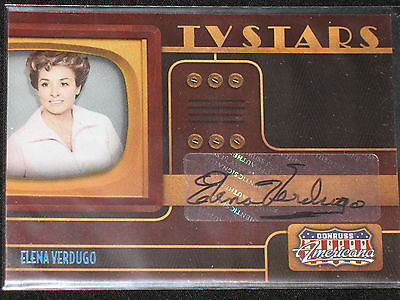 TV STARS
Elena Verdugo
ELENA VERDUGO
DONRUSS
Americana